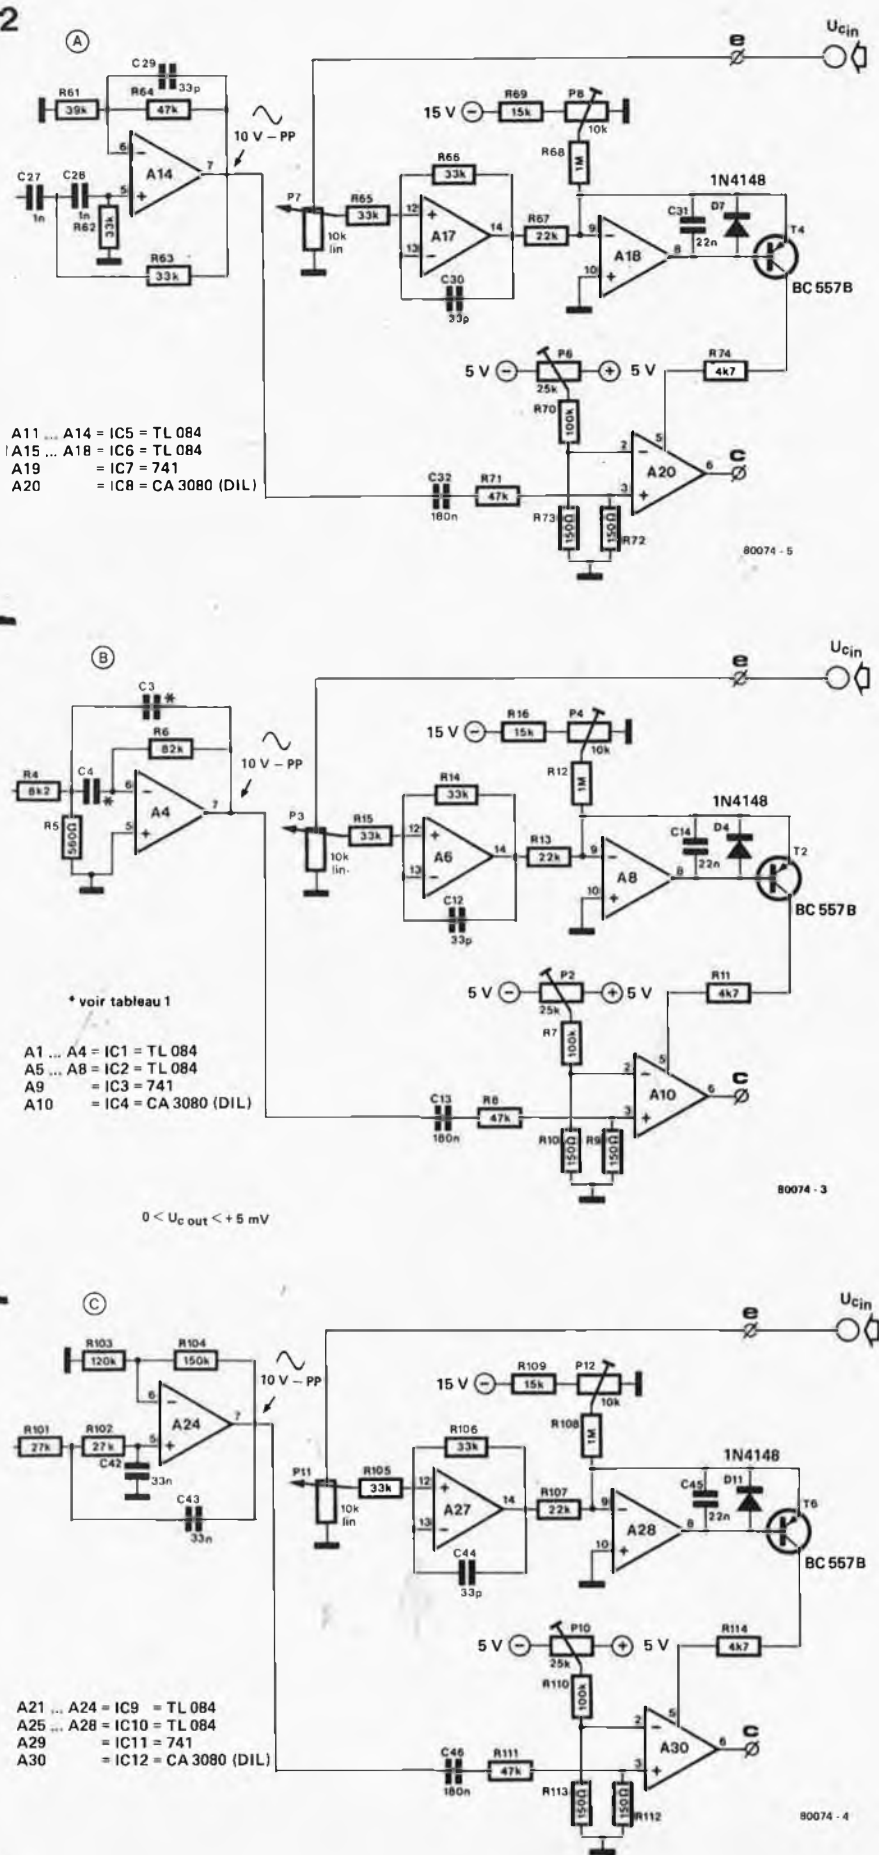 2
A
e
Ucin
C29
33p
R61
39k
R64
47k
10 V – PP
6
7
A14
5
C27
1n
C28
1n
R62
33k
R63
33k
15 V
R69
15k
P8
10k
R68
1M
R66
33k
P7
10k
lin
R65
33k
12
13
14
A17
C30
33p
R67
22k
9
10
8
A18
1N4148
C31
22n
D7
T4
BC 557B
5 V
P6
25k
5 V
R74
4k7
R70
100k
2
3
5
6
A20
c
C32
180n
R71
47k
R73
150Ω
150Ω
R72
A11 ... A14 = IC5 = TL 084
A15 ... A18 = IC6 = TL 084
A19 = IC7 = 741
A20 = IC8 = CA 3080 (DIL)
80074 - 5
B
e
Ucin
C3
*
R6
82k
10 V – PP
R4
8k2
C4
*
6
5
7
A4
R5
560Ω
15 V
R16
15k
P4
10k
R12
1M
R14
33k
P3
10k
lin
R15
33k
12
13
14
A6
C12
33p
R13
22k
9
10
8
A8
1N4148
C14
22n
D4
T2
BC 557B
* voir tableau 1
5 V
P2
25k
5 V
R11
4k7
R7
100k
2
3
5
6
A10
c
A1 ... A4 = IC1 = TL 084
A5 ... A8 = IC2 = TL 084
A9 = IC3 = 741
A10 = IC4 = CA 3080 (DIL)
C13
180n
R8
47k
R10
150Ω
R9
150Ω
80074 - 3
0 < Uc out < + 5 mV
C
e
Ucin
R103
120k
R104
150k
10 V – PP
6
5
7
A24
R101
27k
R102
27k
C42
33n
C43
33n
15 V
R109
15k
P12
10k
R108
1M
R106
33k
P11
10k
lin
R105
33k
12
13
14
A27
C44
33p
R107
22k
9
10
8
A28
1N4148
C45
22n
D11
T6
BC 557B
5 V
P10
25k
5 V
R114
4k7
R110
100k
2
3
5
6
A30
c
A21 ... A24 = IC9 = TL 084
A25 ... A28 = IC10 = TL 084
A29 = IC11 = 741
A30 = IC12 = CA 3080 (DIL)
C46
180n
R111
47k
R113
150Ω
150Ω
R112
80074 - 4